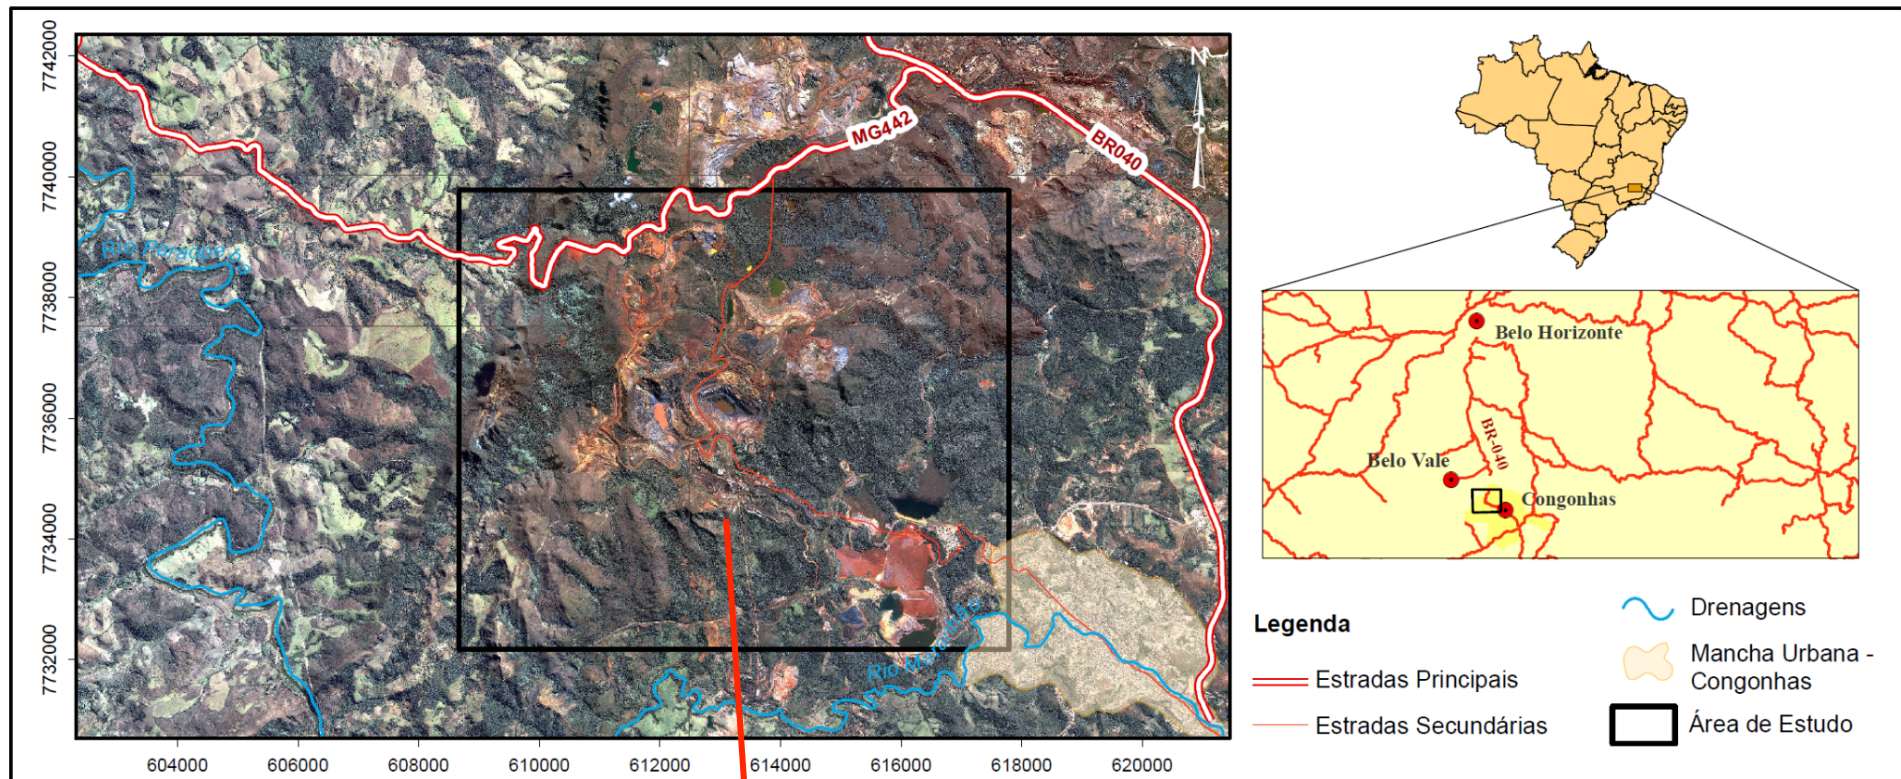 7742000
7740000
7738000
7736000
7734000
7732000
604000
606000
608000
610000
612000
614000
616000
618000
620000
N
MG442
BR040
Rio Paraopeba
Rio Maranhão
Belo Horizonte
BR-040
Belo Vale
Congonhas
Legenda
Estradas Principais
Estradas Secundárias
Drenagens
Mancha Urbana -
Congonhas
Área de Estudo